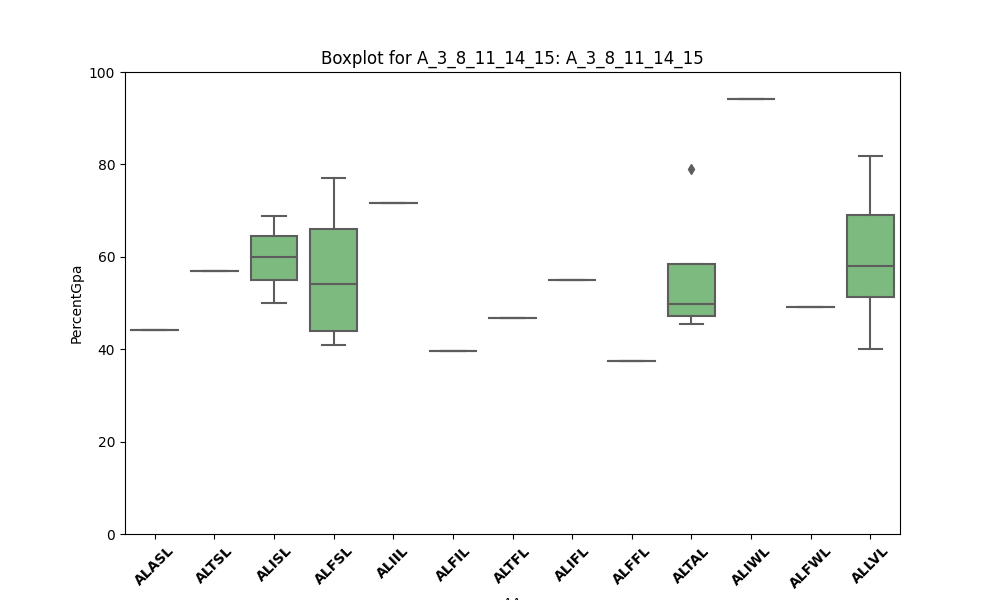 Boxplot for A_3_8_11_14_15: A_3_8_11_14_15
100
80
60
40
20
0
PercentGpa
ALASL ALTSL ALISL ALFSL ALIIL ALFIL ALTFL ALIFL ALFFL ALTAL ALIWL ALFWL ALLVL